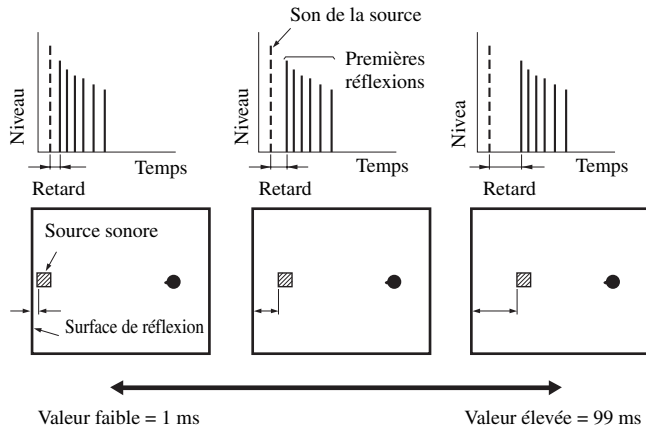 Son de la source
Premières
réflexions
Niveau
Temps
Retard
Niveau
Temps
Retard
Nivea
Temps
Retard
Source sonore
Surface de réflexion
Valeur faible = 1 ms
Valeur élevée = 99 ms